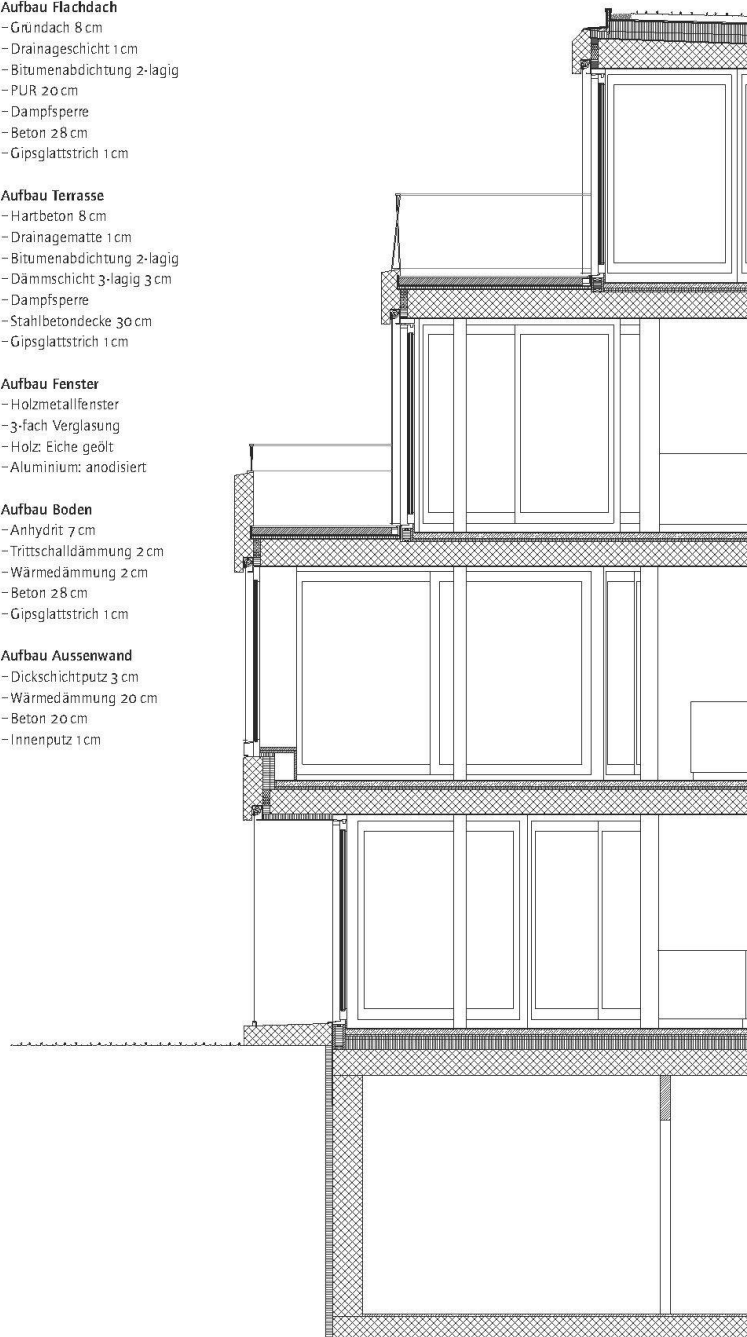 Aufbau Flachdach
–Gründach 8 cm
–Drainageschicht 1 cm
–Bitumenabdichtung 2-lagig
–PUR 20 cm
–Dampfsperre
–Beton 28 cm
–Gipsglattstrich 1 cm
Aufbau Terrasse
–Hartbeton 8 cm
–Drainagematte 1 cm
–Bitumenabdichtung 2-lagig
–Dämmschicht 3-lagig 3 cm
–Dampfsperre
–Stahlbetondecke 30 cm
–Gipsglattstrich 1 cm
Aufbau Fenster
–Holzmetallfenster
–3-fach Verglasung
–Holz: Eiche geölt
–Aluminium: anodisiert
Aufbau Boden
–Anhydrit 7 cm
–Trittschalldämmung 2 cm
–Wärmedämmung 2 cm
–Beton 28 cm
–Gipsglattstrich 1 cm
Aufbau Aussenwand
–Dickschichtputz 3 cm
–Wärmedämmung 20 cm
–Beton 20 cm
–Innenputz 1 cm